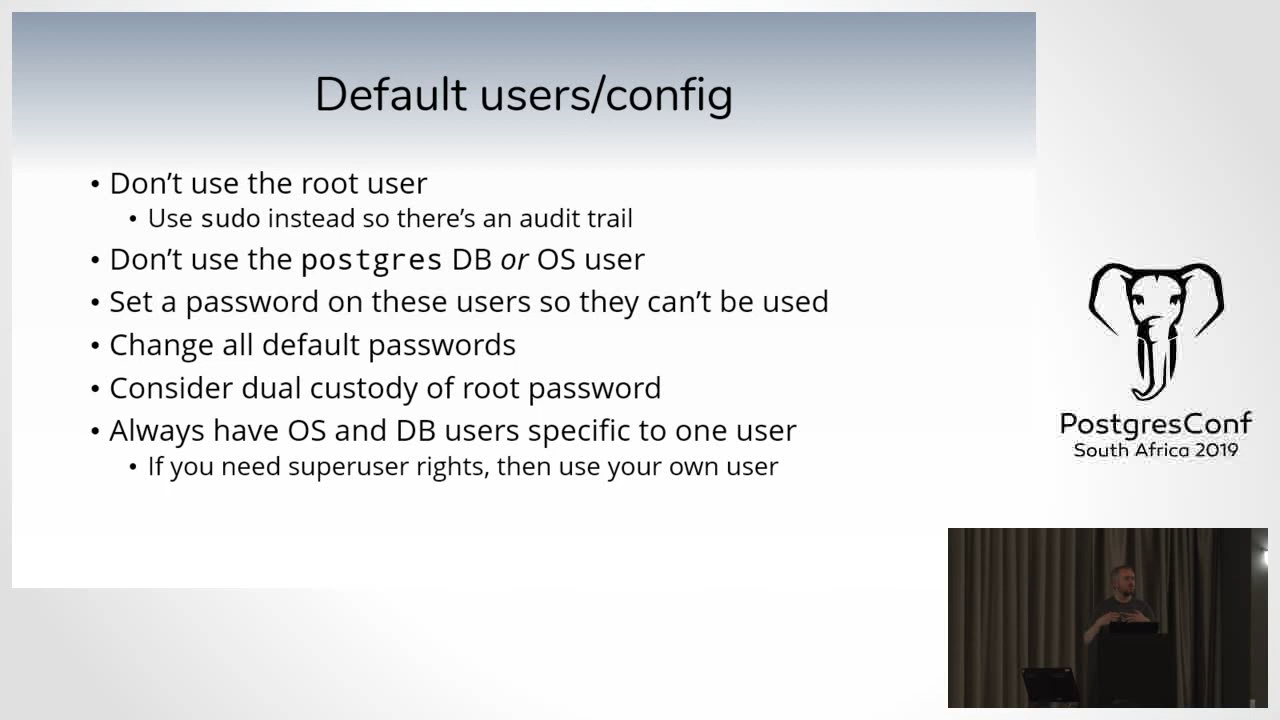 Default users/config
• Don’t use the root user
• Use sudo instead so there’s an audit trail
• Don’t use the postgres DB or OS user
• Set a password on these users so they can’t be used
• Change all default passwords
• Consider dual custody of root password
• Always have OS and DB users specific to one user
• If you need superuser rights, then use your own user
PostgresConf
South Africa 2019